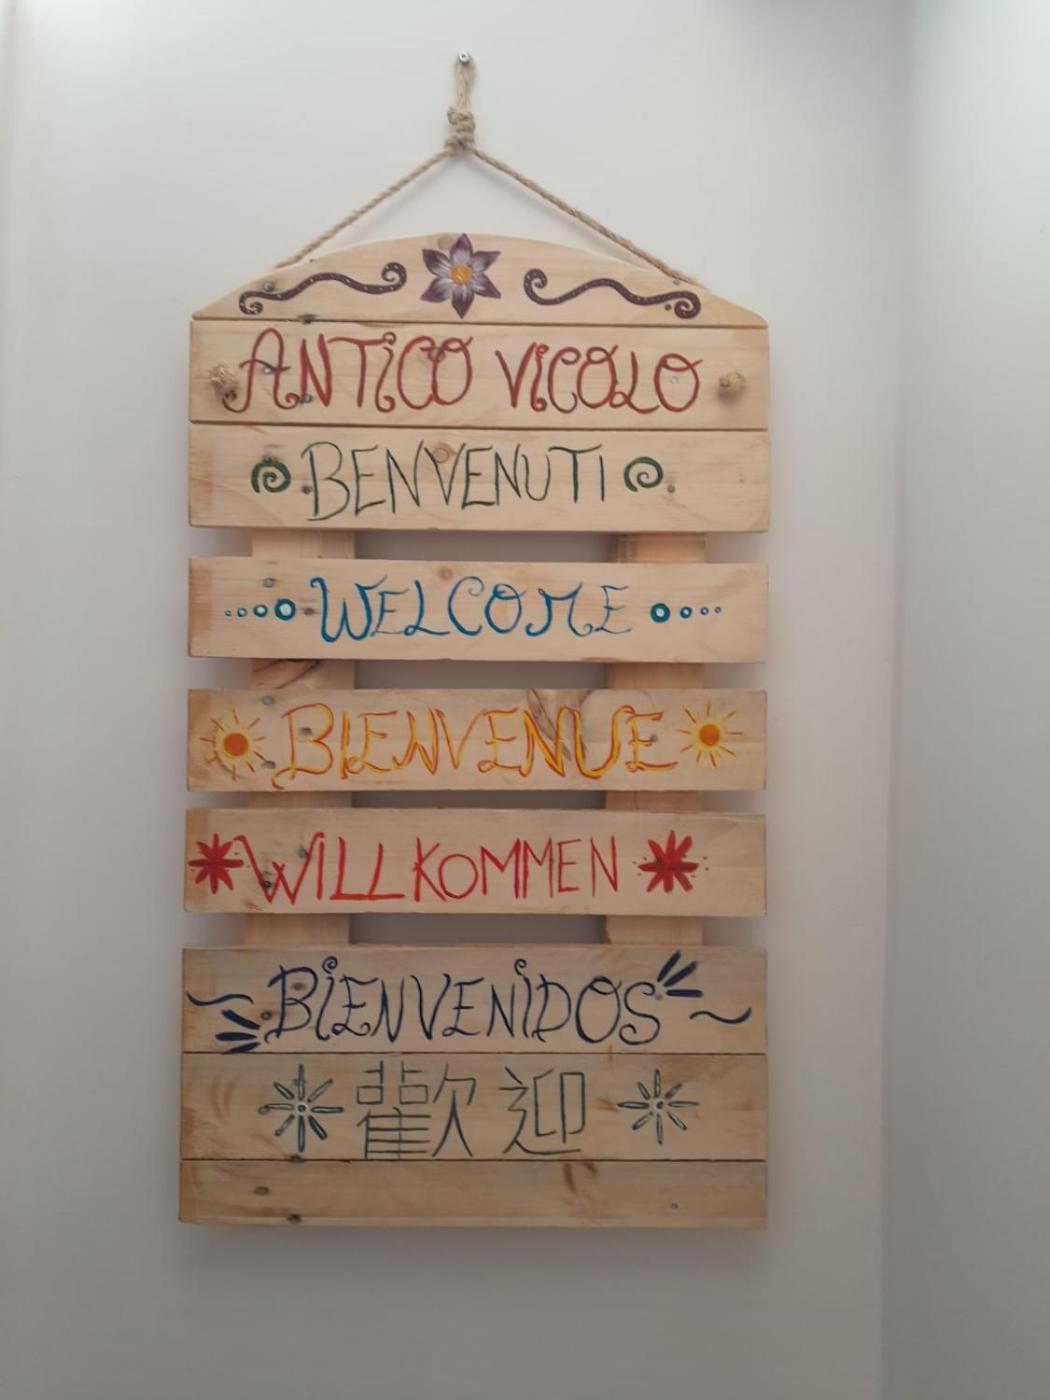 ANTICO VICOLO
BENVENUTI
WELCOME
BIENVENUE
WILLKOMMEN
BIENVENIDOS
歡迎